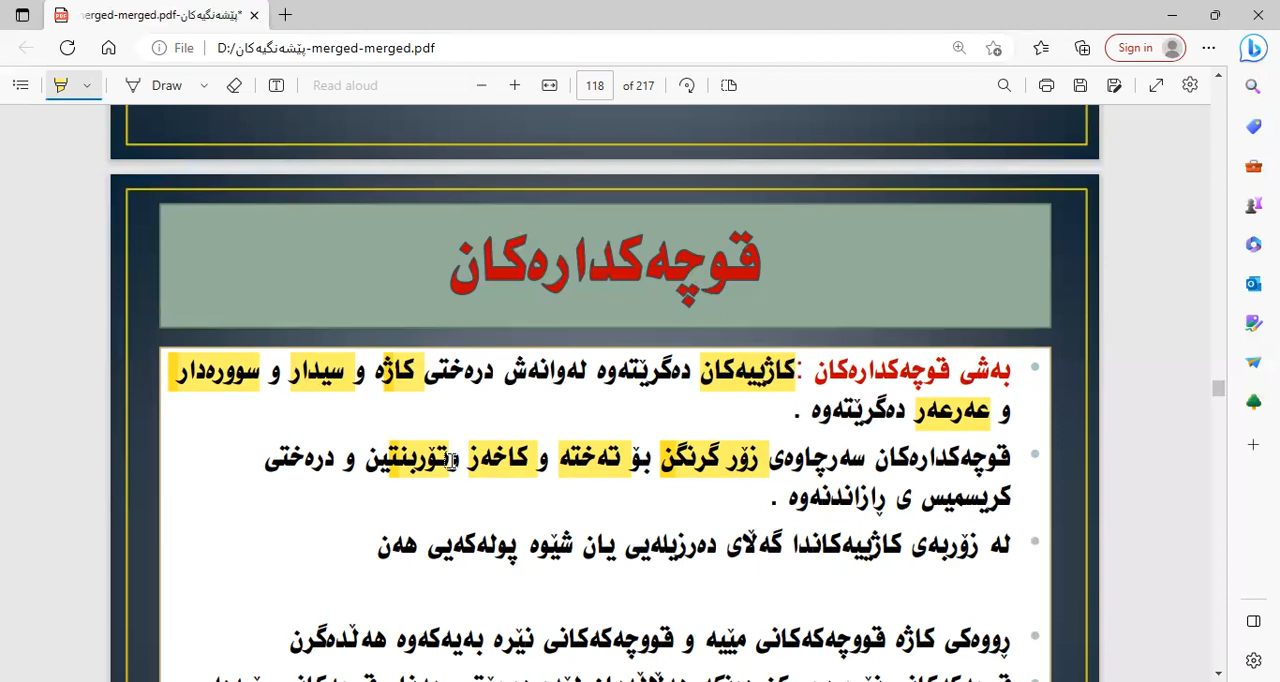 *پێشەنگیەکان-merged-merged.pdf
File D:/پێشەنگیەکان-merged-merged.pdf
Sign in
Draw
Read aloud
118 of 217
قوچەکدارەکان
بەشی قوچەکدارەکان : کاژییەکان دەگرێتەوە لەوانەش درەختی کاژە و سیدار و سوورەدار
و عەرعەر دەگرێتەوە .
قوچەکدارەکان سەرچاوەی زۆر گرنگن بۆ تەختە و کاخەز و تۆربنتین و درەختی
کریسمیس ی ڕازاندنەوە .
لە زۆربەی کاژییەکاندا گەڵای دەرزیلەیی یان شێوە پولەکەیی هەن
ڕووەکی کاژە قووچەکەکانی مێییە و قووچەکەکانی نێرە بەیەکەوە هەڵدەگرن